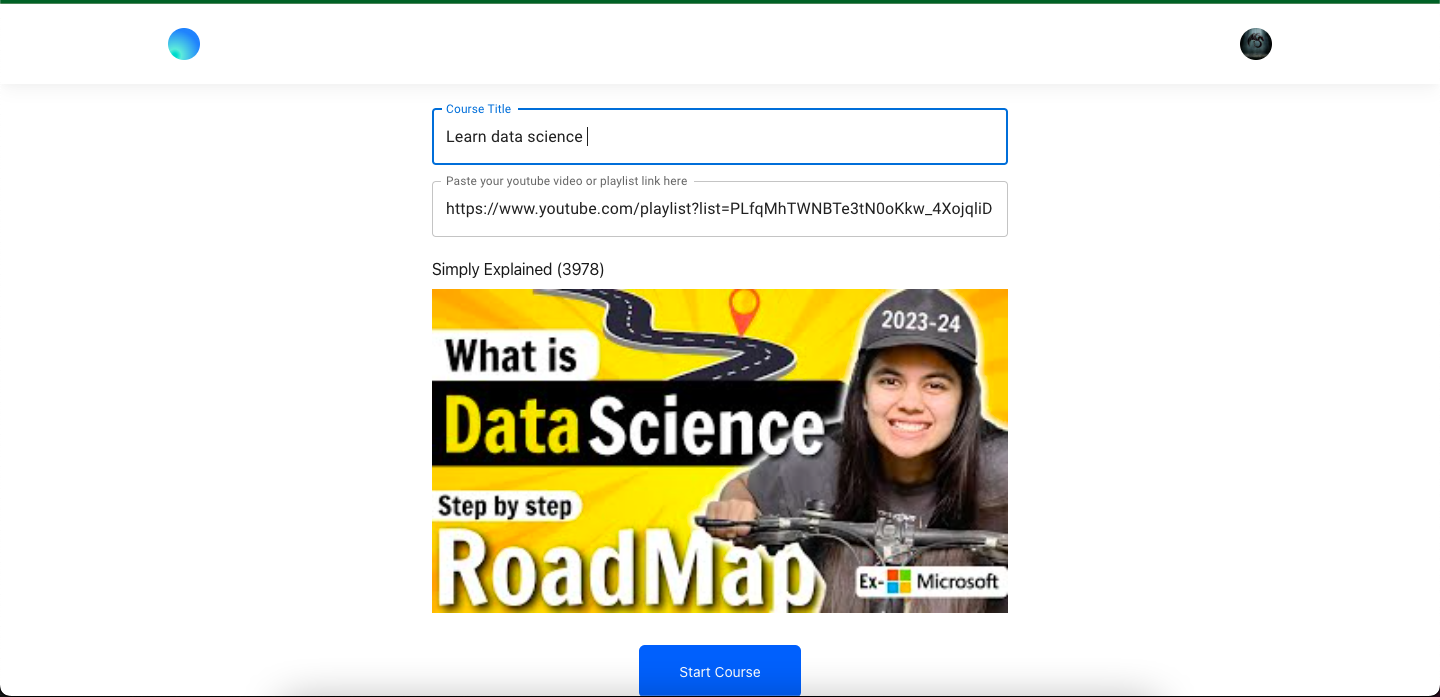 Course Title
Learn data science
Paste your youtube video or playlist link here
https://www.youtube.com/playlist?list=PLfqMhTWNBTe3tN0oKkw_4XojqliD
Simply Explained (3978)
2023-24
What is
Data Science
Step by step
RoadMap
Ex- Microsoft
Start Course